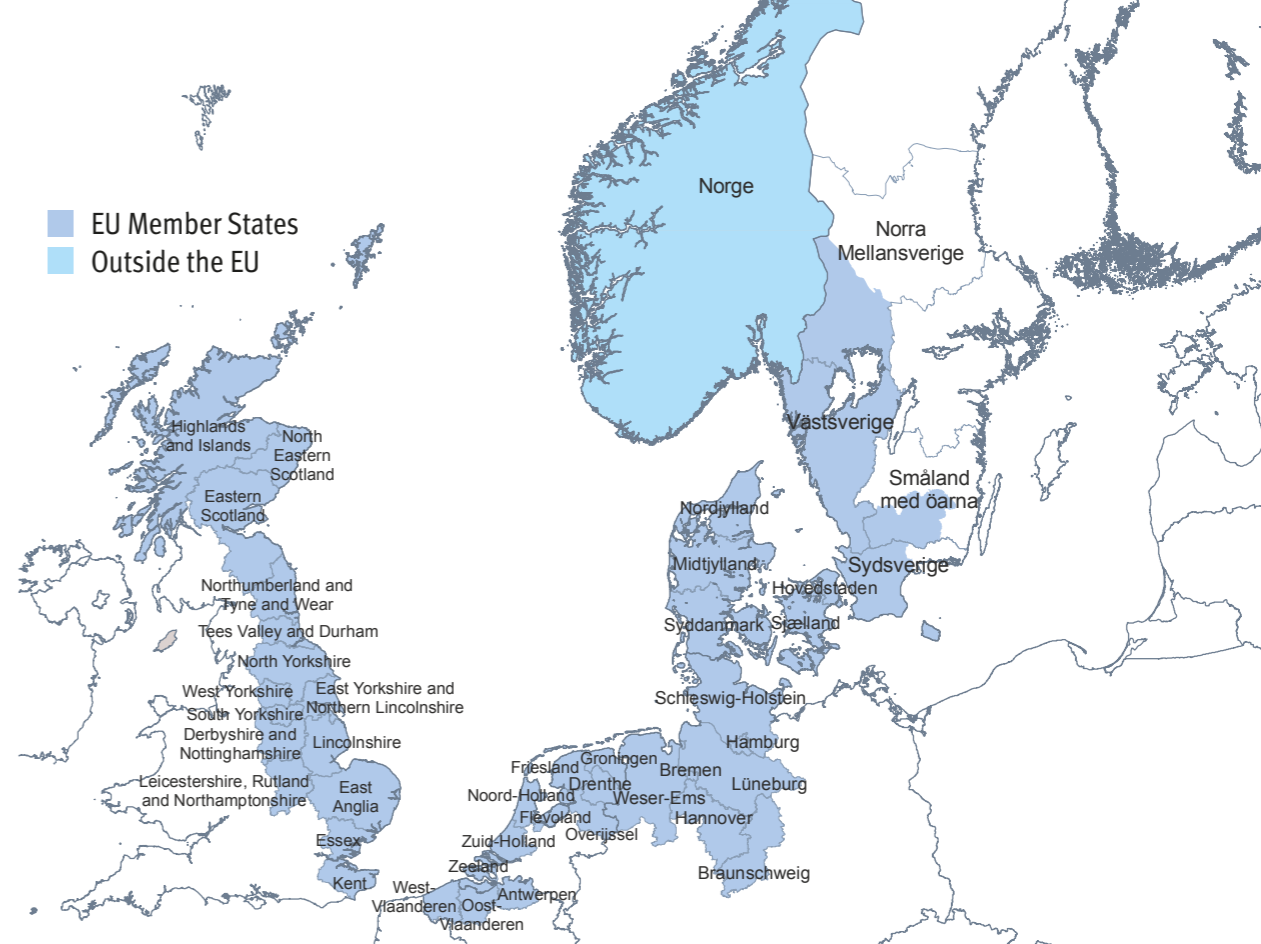 EU Member States
Outside the EU
Norge
Norra
Mellansverige
Västsverige
Småland
med öarna
Sydsverige
Highlands
and Islands
North
Eastern
Scotland
Eastern
Scotland
Northumberland and
Tyne and Wear
Tees Valley and Durham
North Yorkshire
West Yorkshire
East Yorkshire and
Northern Lincolnshire
South Yorkshire
Derbyshire and
Nottinghamshire
Lincolnshire
Leicestershire, Rutland
and Northamptonshire
East
Anglia
Essex
Kent
Nordjylland
Midtjylland
Hovedstaden
Syddanmark
Sjælland
Schleswig-Holstein
Hamburg
Bremen
Lüneburg
Weser-Ems
Hannover
Braunschweig
Groningen
Friesland
Drenthe
Noord-Holland
Flevoland
Overijssel
Zuid-Holland
Zeeland
West-
Vlaanderen
Oost-
Vlaanderen
Antwerpen